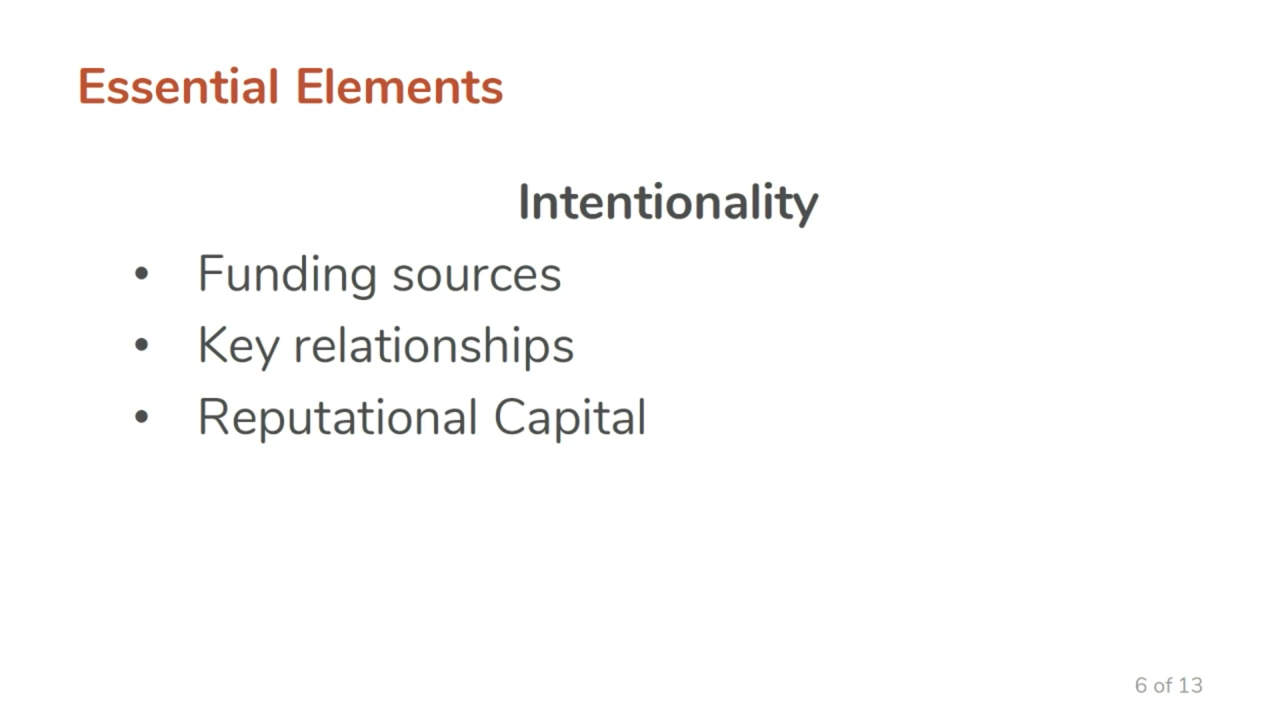 Essential Elements
Intentionality
• Funding sources
• Key relationships
• Reputational Capital
6 of 13